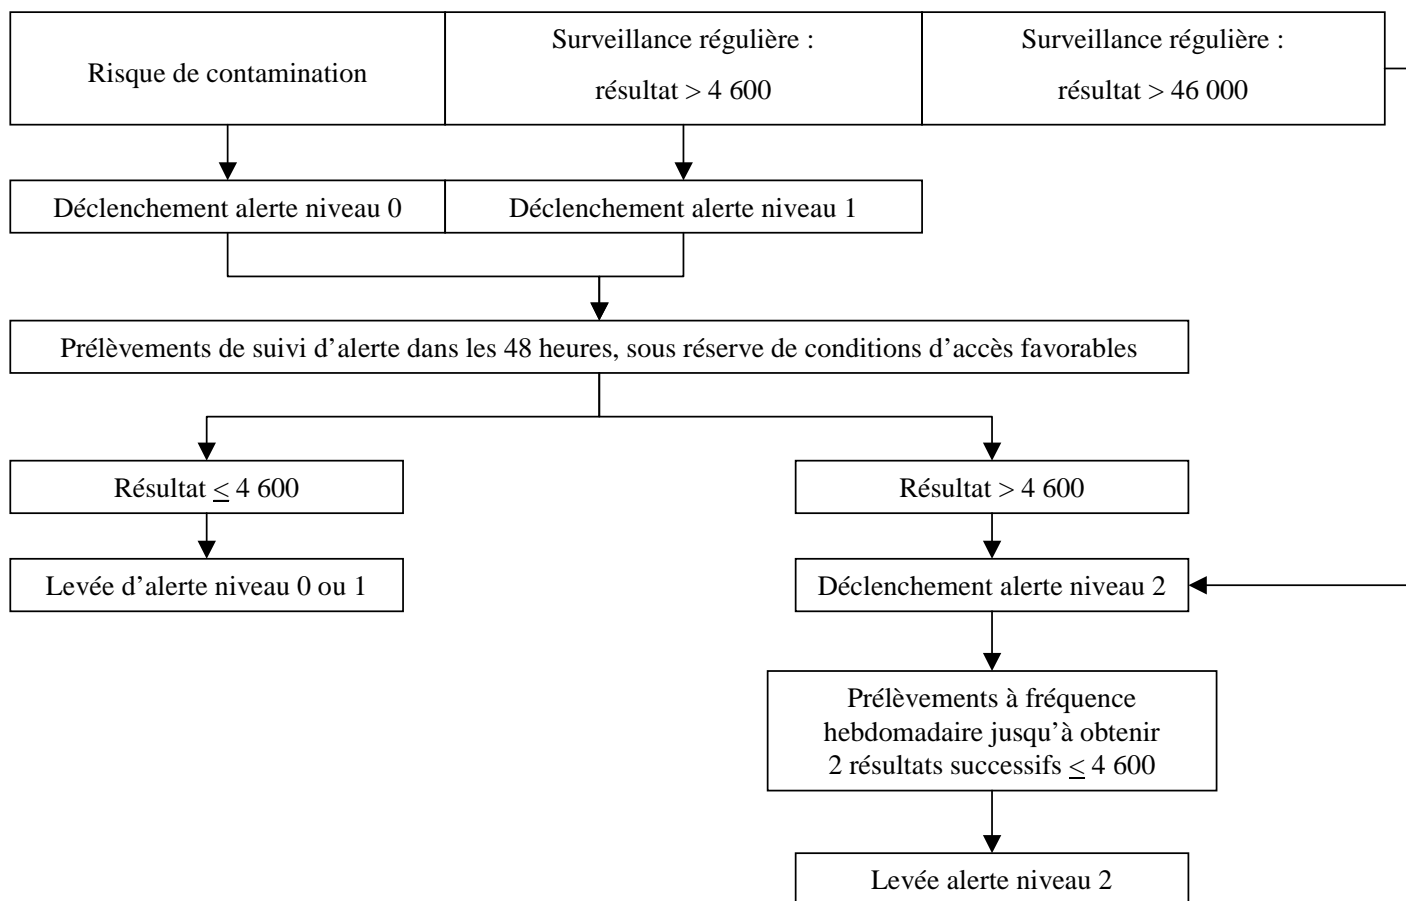 Risque de contamination
Surveillance régulière :
résultat > 4 600
Surveillance régulière :
résultat > 46 000
Déclenchement alerte niveau 0
Déclenchement alerte niveau 1
Prélèvements de suivi d’alerte dans les 48 heures, sous réserve de conditions d’accès favorables
Résultat ≤ 4 600
Résultat > 4 600
Levée d’alerte niveau 0 ou 1
Déclenchement alerte niveau 2
Prélèvements à fréquence
hebdomadaire jusqu’à obtenir
2 résultats successifs ≤ 4 600
Levée alerte niveau 2